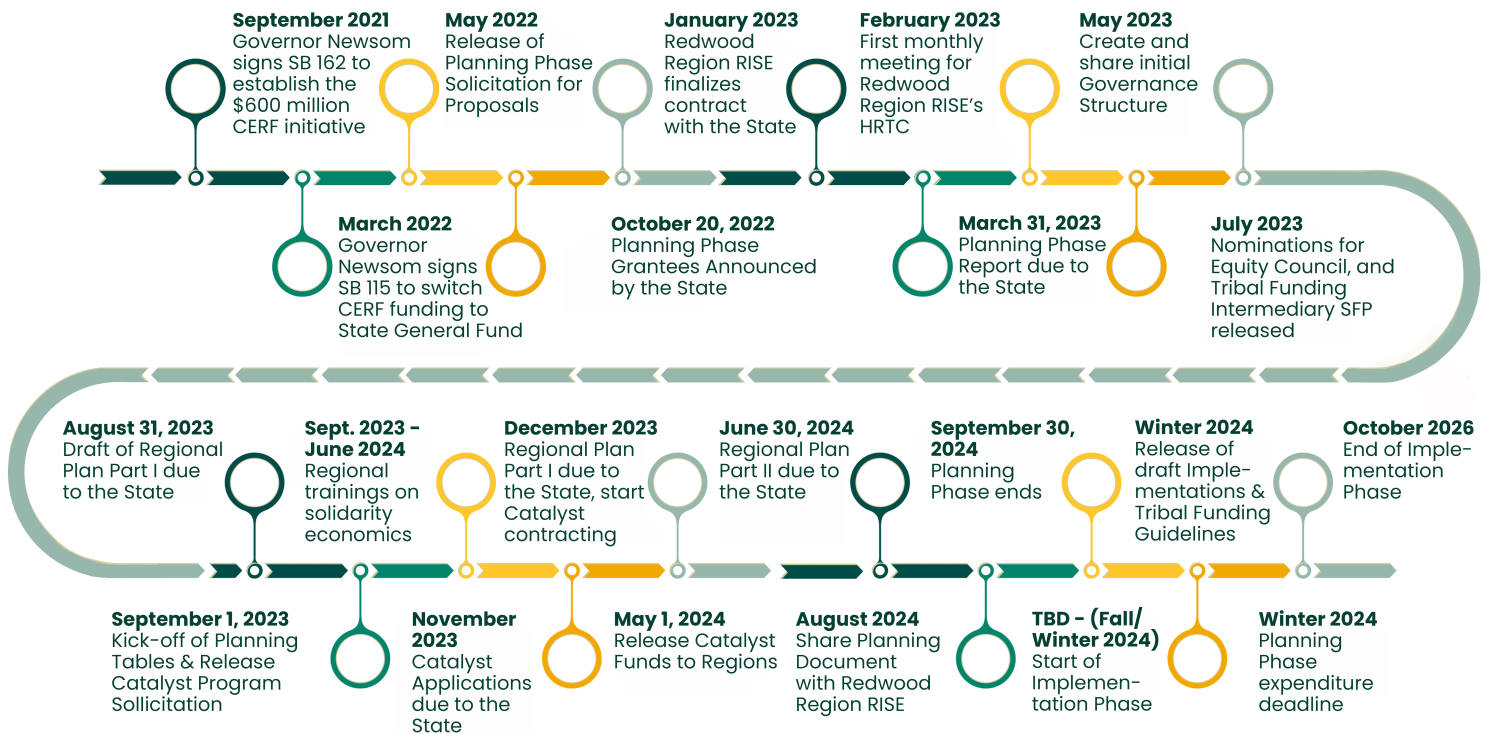 September 2021
Governor Newsom
signs SB 162 to
establish the
$600 million
CERF initiative
March 2022
Governor
Newsom signs
SB 115 to switch
CERF funding to
State General Fund
May 2022
Release of
Planning Phase
Solicitation for
Proposals
October 20, 2022
Planning Phase
Grantees Announced
by the State
January 2023
Redwood
Region RISE
finalizes
contract
with the State
February 2023
First monthly
meeting for
Redwood
Region RISE’s
HRTC
March 31, 2023
Planning Phase
Report due to
the State
May 2023
Create and
share initial
Governance
Structure
July 2023
Nominations for
Equity Council, and
Tribal Funding
Intermediary SFP
released
August 31, 2023
Draft of Regional
Plan Part I due
to the State
September 1, 2023
Kick-off of Planning
Tables & Release
Catalyst Program
Sollicitation
Sept. 2023 -
June 2024
Regional
trainings on
solidarity
economics
November
2023
Catalyst
Applications
due to the
State
December 2023
Regional Plan
Part I due to
the State, start
Catalyst
contracting
May 1, 2024
Release Catalyst
Funds to Regions
June 30, 2024
Regional Plan
Part II due to
the State
August 2024
Share Planning
Document
with Redwood
Region RISE
September 30,
2024
Planning
Phase ends
TBD - (Fall/
Winter 2024)
Start of
Implemen-
tation Phase
Winter 2024
Release of
draft Imple-
mentations &
Tribal Funding
Guidelines
Winter 2024
Planning
Phase
expenditure
deadline
October 2026
End of Imple-
mentation
Phase